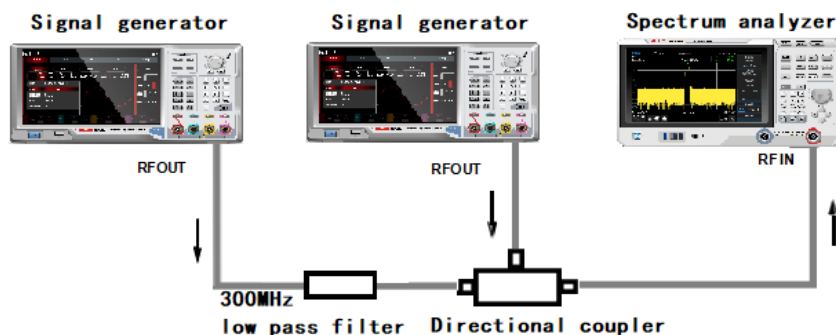 Signal generator
Signal generator
Spectrum analyzer
RFOUT
RFOUT
RFIN
300MHz
low pass filter
Directional coupler